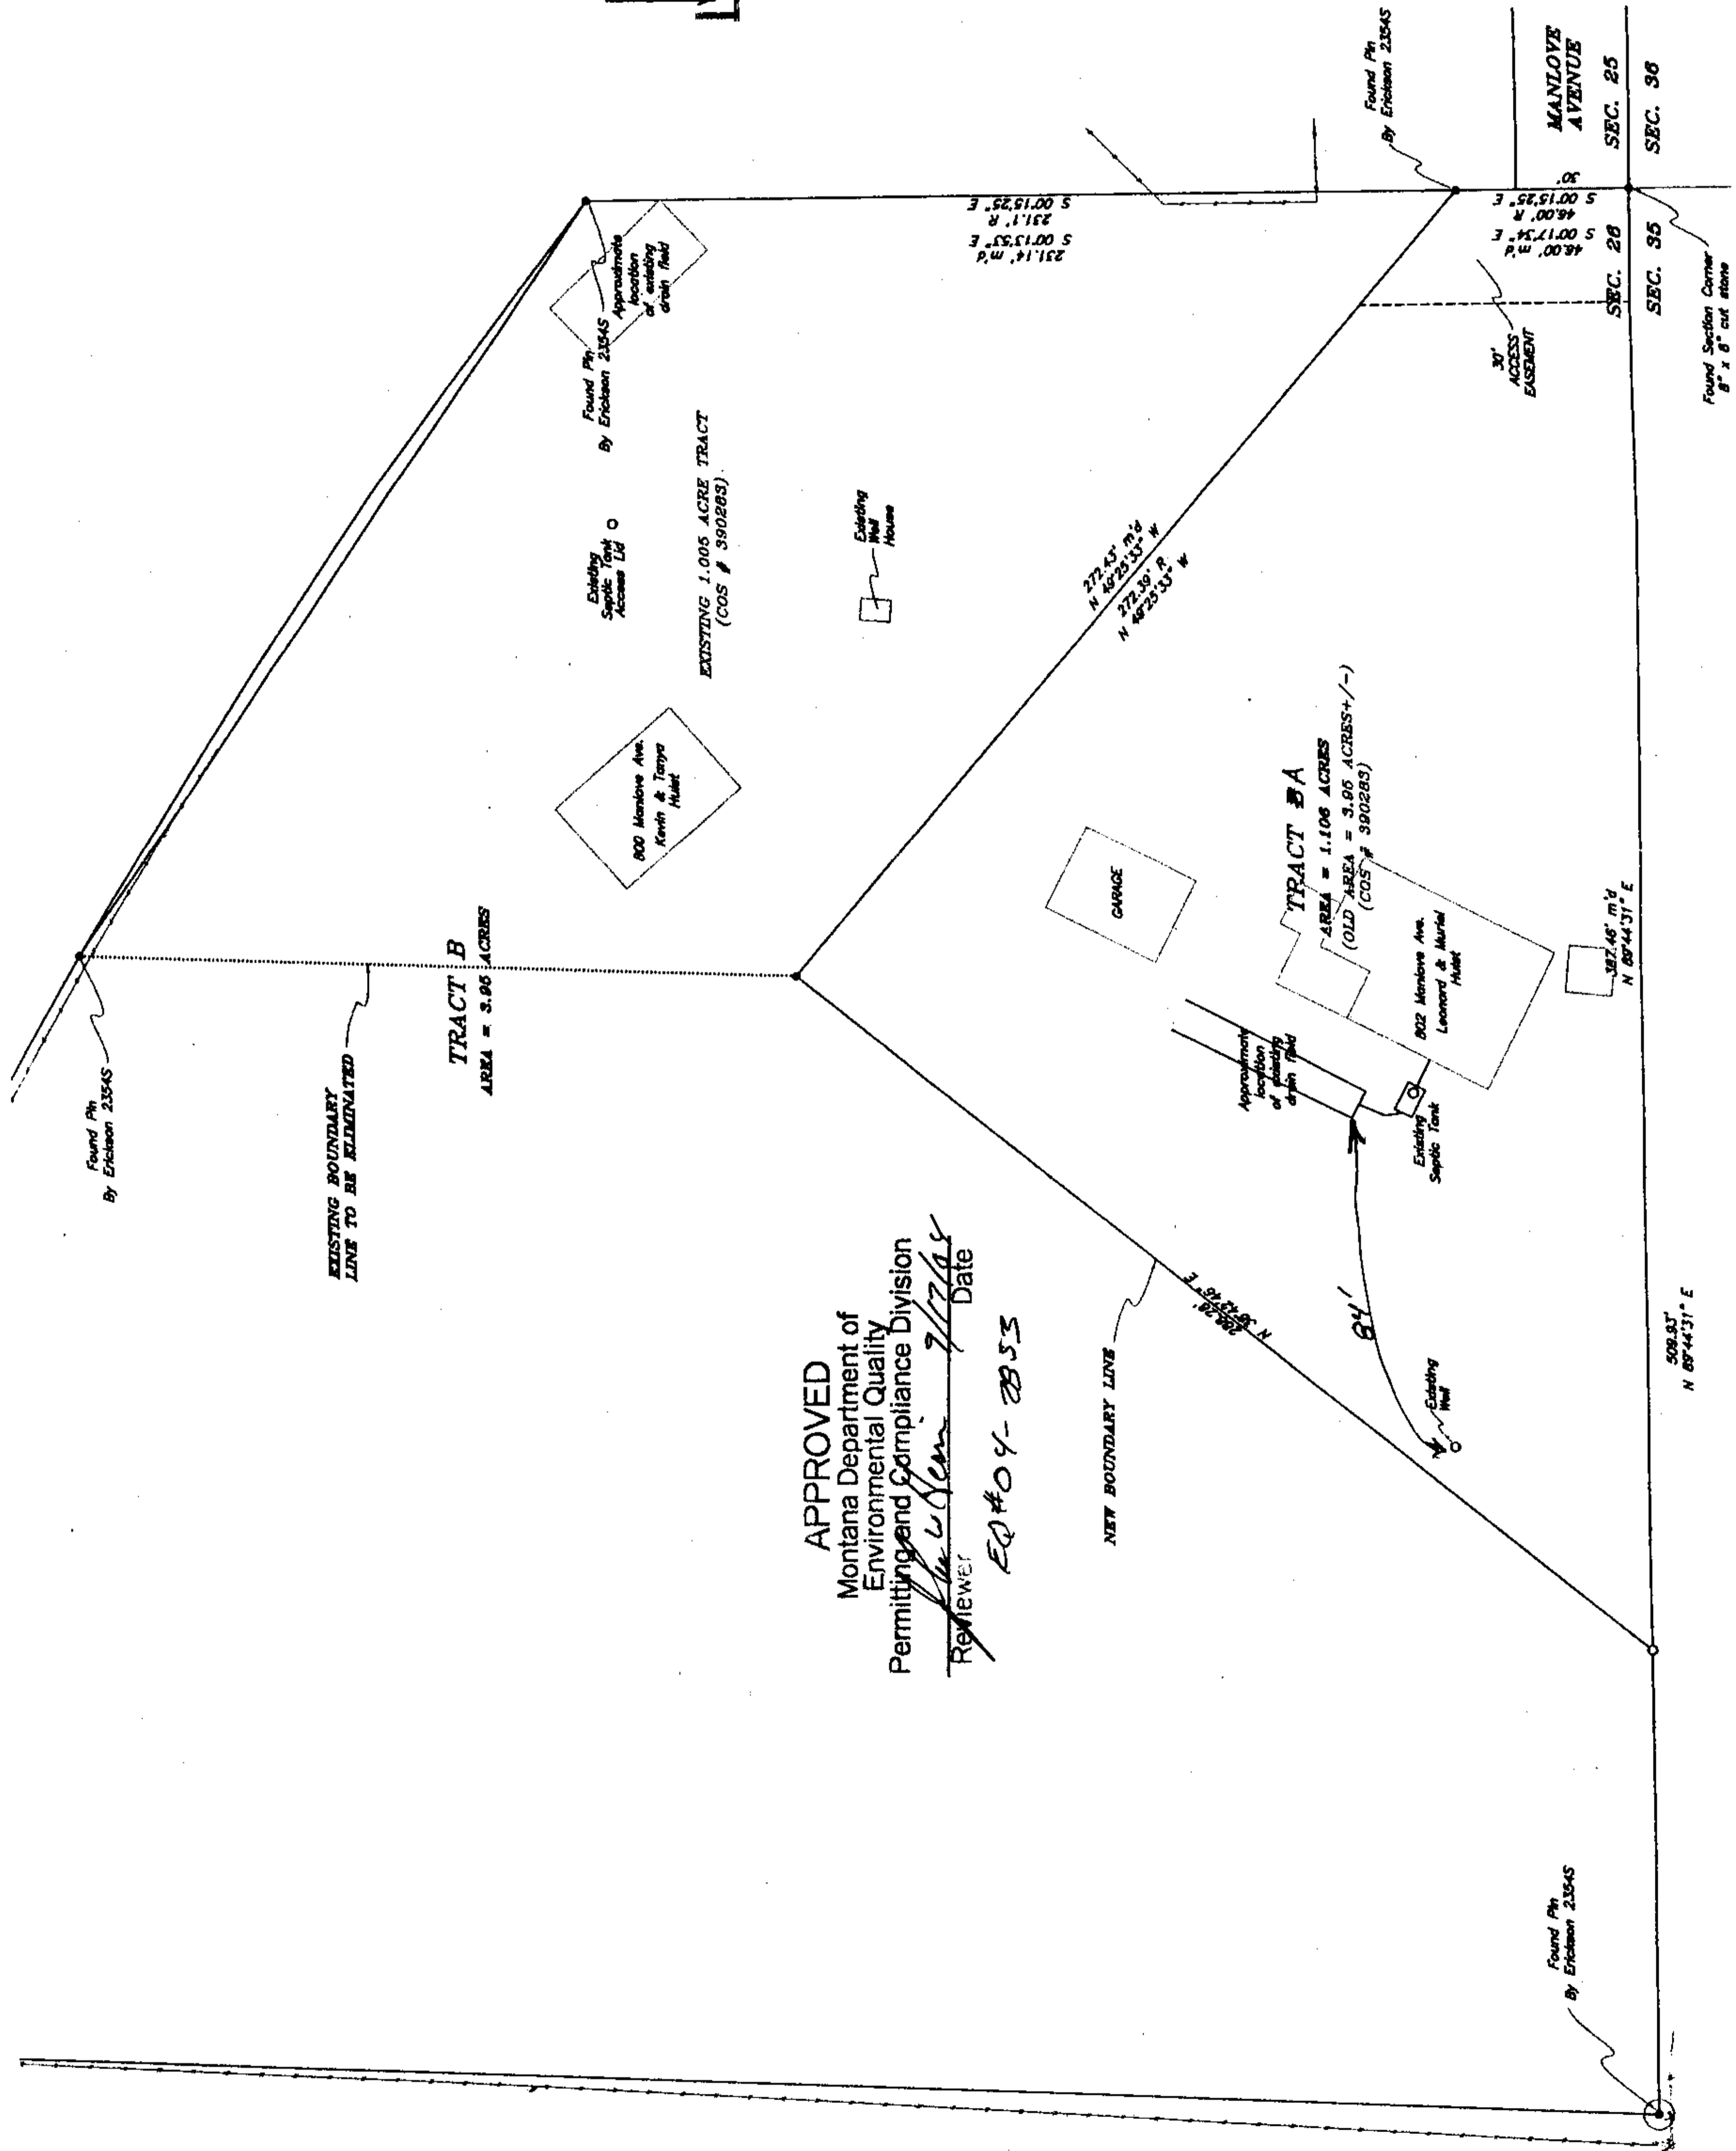 Found Pin
By Erickson 2354S
EXISTING BOUNDARY
LINE TO BE ELIMINATED
TRACT B
AREA = 3.95 ACRES
800 Manlove Ave.
Kevin & Tanya
Hulet
Existing
Septic Tank
Access Lid
EXISTING 1.005 ACRE TRACT
(COS # 390283)
Found Pin
By Erickson 2354S
Approximate
location
of existing
drain field
Existing
Well
House
231.14' m'd
S 00°13'53" E
231.1' R
S 00°15'25" E
272.43' m'd
N 49°25'33" W
272.39' R
N 49°25'33" W
APPROVED
Montana Department of
Environmental Quality
Permitting and Compliance Division
Reviewer
Date
EQ#04-2853
NEW BOUNDARY LINE
84'
Existing
Well
Approximate
location
of existing
drain field
Existing
Septic Tank
GARAGE
TRACT A
AREA = 1.106 ACRES
(OLD AREA = 3.95 ACRES+/-)
(COS # 390283)
802 Manlove Ave.
Leonard & Muriel
Hulet
387.46' m'd
N 89°44'31" E
509.93'
N 89°44'31" E
Found Pin
By Erickson 2354S
30'
ACCESS
EASEMENT
Found Pin
By Erickson 2354S
46.00' m'd
S 00°17'34" E
46.00' R
S 00°15'25" E
30'
MANLOVE
AVENUE
SEC. 26
SEC. 25
SEC. 35
SEC. 36
Found Section Corner
8" x 8" cut stone